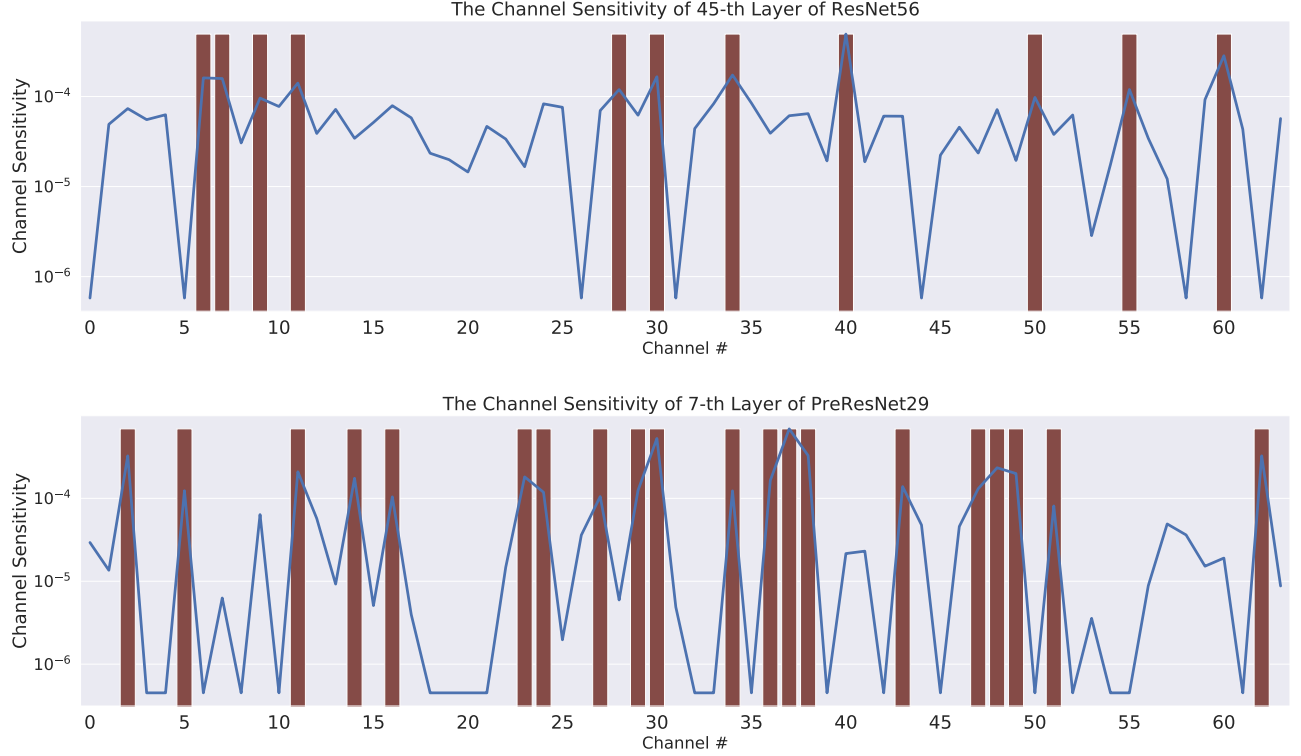 The Channel Sensitivity of 45-th Layer of ResNet56
Channel Sensitivity
10⁻⁴
10⁻⁵
10⁻⁶
0 5 10 15 20 25 30 35 40 45 50 55 60
Channel #
The Channel Sensitivity of 7-th Layer of PreResNet29
Channel Sensitivity
10⁻⁴
10⁻⁵
10⁻⁶
0 5 10 15 20 25 30 35 40 45 50 55 60
Channel #